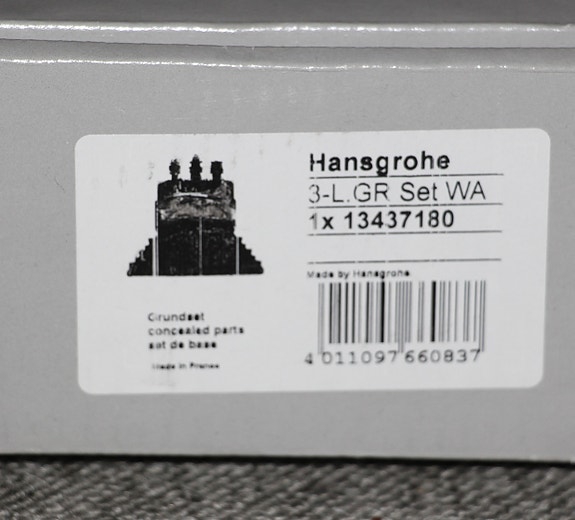 Hansgrohe
3-L.GR Set WA
1x 13437180
Made by Hansgrohe
4 011097 660837
Grundset
concealed parts
set de base
Made in France